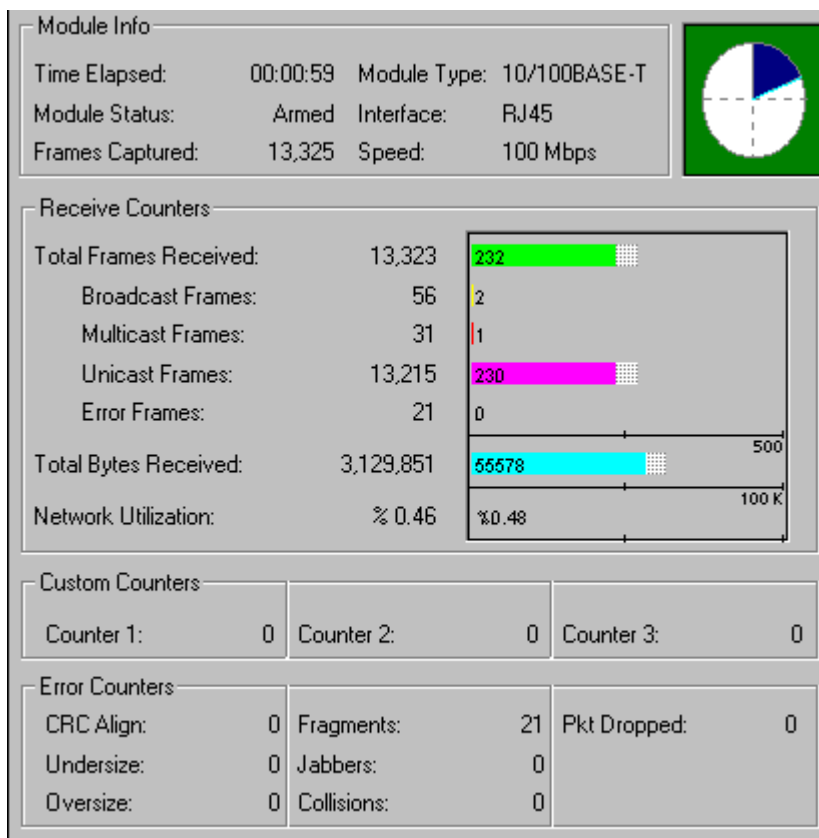 Module Info
Time Elapsed: 00:00:59 Module Type: 10/100BASE-T
Module Status: Armed Interface: RJ45
Frames Captured: 13,325 Speed: 100 Mbps
Receive Counters
Total Frames Received: 13,323 232
Broadcast Frames: 56 2
Multicast Frames: 31 1
Unicast Frames: 13,215 230
Error Frames: 21 0
500
Total Bytes Received: 3,129,851 55578
100 K
Network Utilization: % 0.46 %0.48
Custom Counters
Counter 1: 0 Counter 2: 0 Counter 3: 0
Error Counters
CRC Align: 0 Fragments: 21 Pkt Dropped: 0
Undersize: 0 Jabbers: 0
Oversize: 0 Collisions: 0